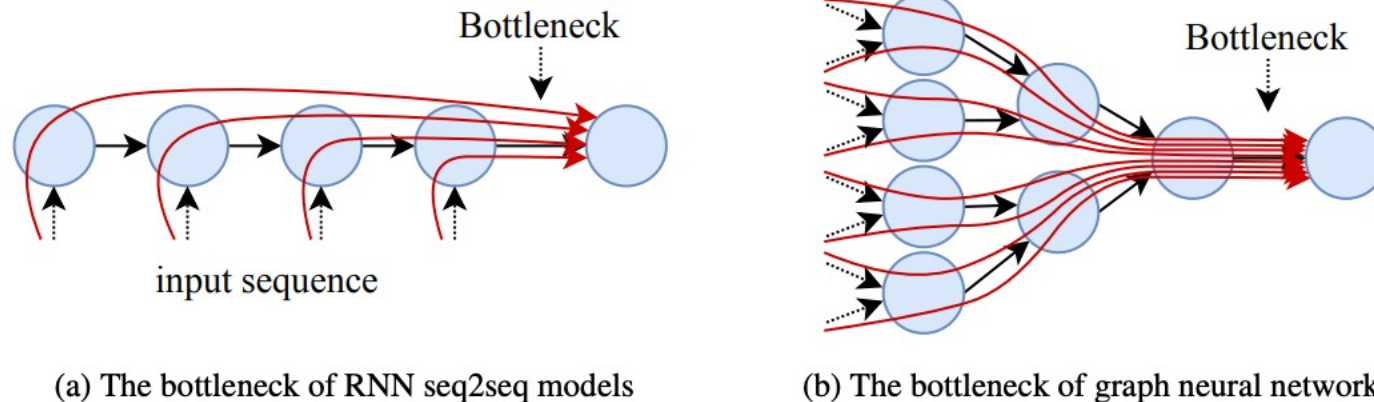 Bottleneck
input sequence
(a) The bottleneck of RNN seq2seq models
Bottleneck
(b) The bottleneck of graph neural network